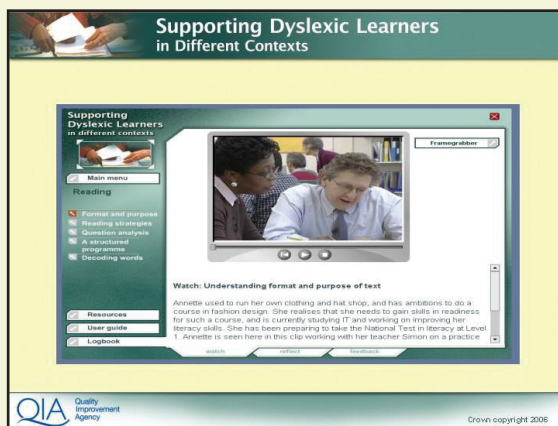 Supporting Dyslexic Learners
in Different Contexts
Supporting
Dyslexic Learners
in different contexts
Main menu
Reading
Format and purpose
Reading strategies
Question analysis
A structured
programme
Decoding words
Resources
User guide
Logbook
Framegrabber
Watch: Understanding format and purpose of text
Annette used to run her own clothing and hat shop, and has ambitions to do a
course in fashion design. She realises that she needs to gain skills in readiness
for such a course, and is currently studying IT and working on improving her
literacy skills. She has been preparing to take the National Test in literacy at Level
1. Annette is seen here in this clip working with her teacher Simon on a practice
watch reflect feedback
QIA Quality
Improvement
Agency
Crown copyright 2006